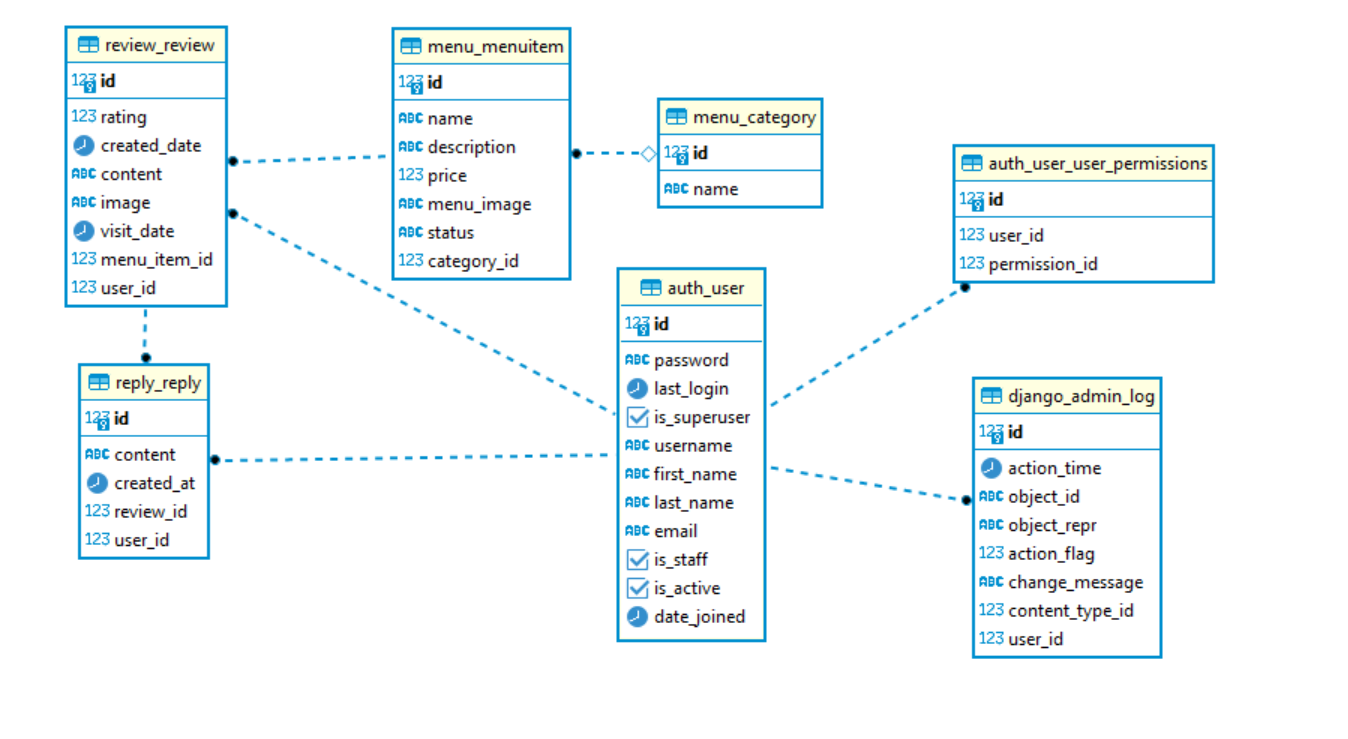 review_review
123 id
123 rating
created_date
ABC content
ABC image
visit_date
123 menu_item_id
123 user_id
menu_menuitem
123 id
ABC name
ABC description
123 price
ABC menu_image
ABC status
123 category_id
menu_category
123 id
ABC name
auth_user_user_permissions
123 id
123 user_id
123 permission_id
auth_user
123 id
ABC password
last_login
is_superuser
ABC username
ABC first_name
ABC last_name
ABC email
is_staff
is_active
date_joined
reply_reply
123 id
ABC content
created_at
123 review_id
123 user_id
django_admin_log
123 id
action_time
ABC object_id
ABC object_repr
123 action_flag
ABC change_message
123 content_type_id
123 user_id